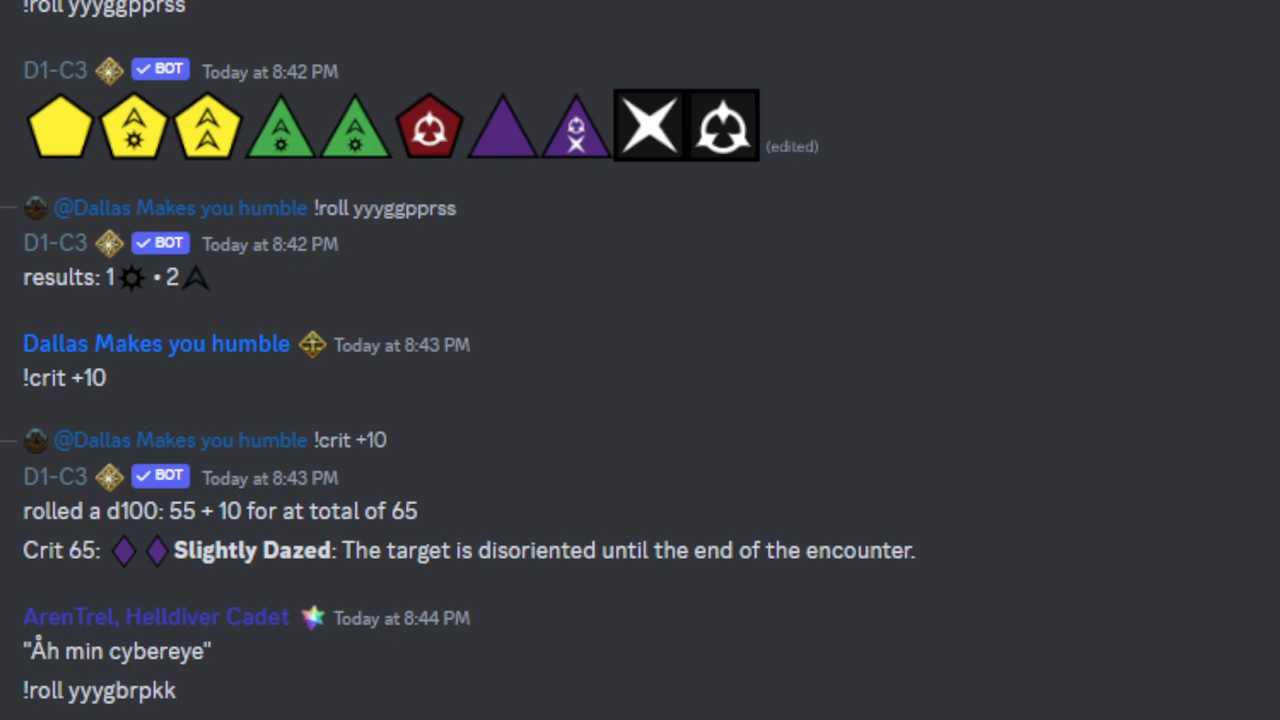 !roll yyyggpprss
D1-C3 BOT Today at 8:42 PM
(edited)
@Dallas Makes you humble !roll yyyggpprss
D1-C3 BOT Today at 8:42 PM
results: 1 • 2
Dallas Makes you humble Today at 8:43 PM
!crit +10
@Dallas Makes you humble !crit +10
D1-C3 BOT Today at 8:43 PM
rolled a d100: 55 + 10 for at total of 65
Crit 65: Slightly Dazed: The target is disoriented until the end of the encounter.
ArenTrel, Helldiver Cadet Today at 8:44 PM
"Åh min cybereye"
!roll yyygbrpkk